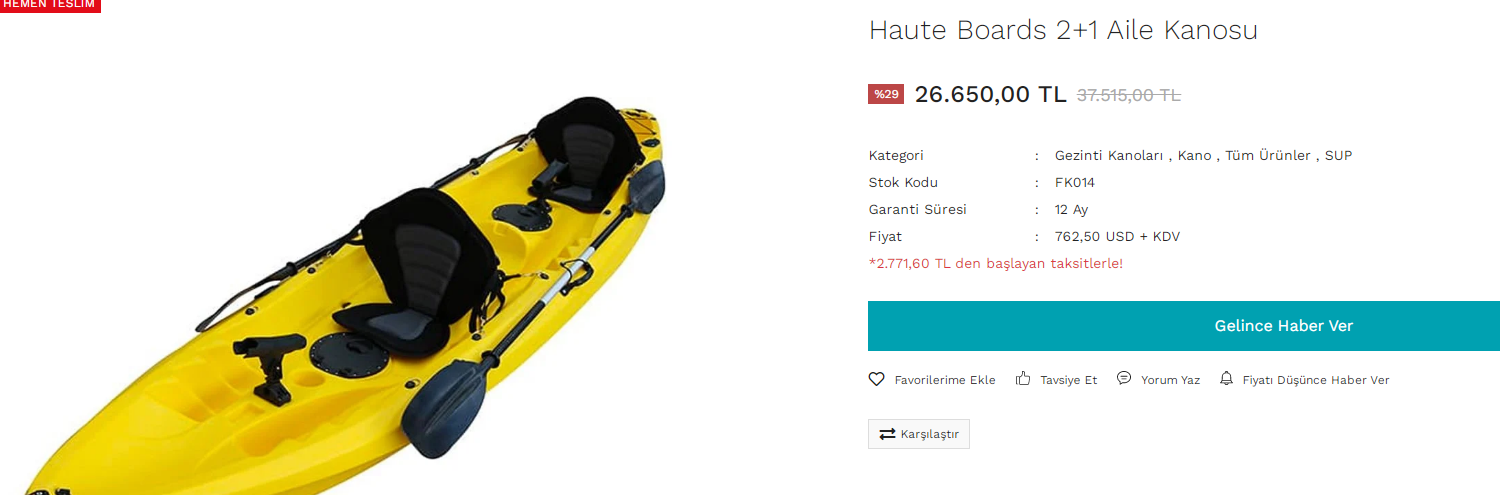 HEMEN TESLİM
Haute Boards 2+1 Aile Kanosu
%29 26.650,00 TL 37.515,00 TL
Kategori : Gezinti Kanoları , Kano , Tüm Ürünler , SUP
Stok Kodu : FK014
Garanti Süresi : 12 Ay
Fiyat : 762,50 USD + KDV
*2.771,60 TL den başlayan taksitlerle!
Gelince Haber Ver
Favorilerime Ekle Tavsiye Et Yorum Yaz Fiyatı Düşünce Haber Ver
Karşılaştır